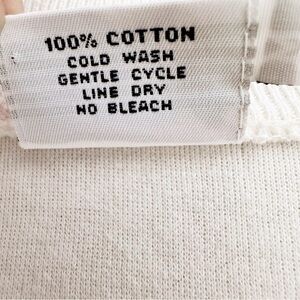 100% COTTON
COLD WASH
GENTLE CYCLE
LINE DRY
NO BLEACH